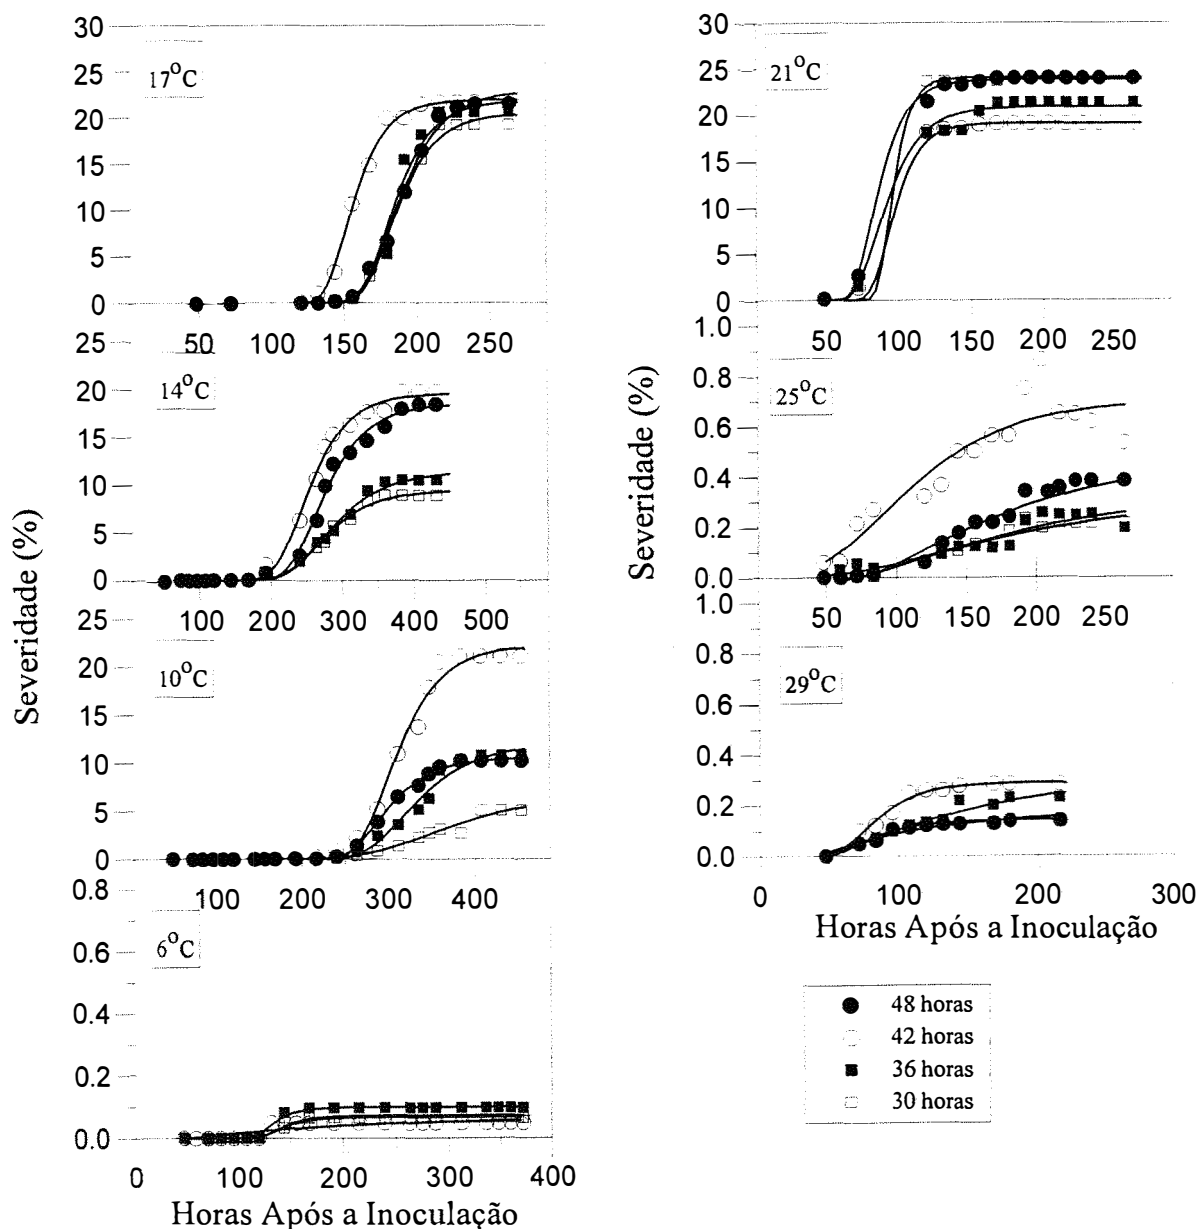 30
25
20
15
10
5
0
17°C
50 100 150 200 250
25
20
15
10
5
0
14°C
100 200 300 400 500
25
20
15
10
5
0
10°C
100 200 300 400
0.8
0.6
0.4
0.2
0.0
6°C
0 100 200 300 400
Horas Após a Inoculação
Severidade (%)
30
25
20
15
10
5
0
21°C
50 100 150 200 250
1.0
0.8
0.6
0.4
0.2
0.0
25°C
50 100 150 200 250
1.0
0.8
0.6
0.4
0.2
0.0
29°C
0 100 200 300
Horas Após a Inoculação
Severidade (%)
48 horas
42 horas
36 horas
30 horas